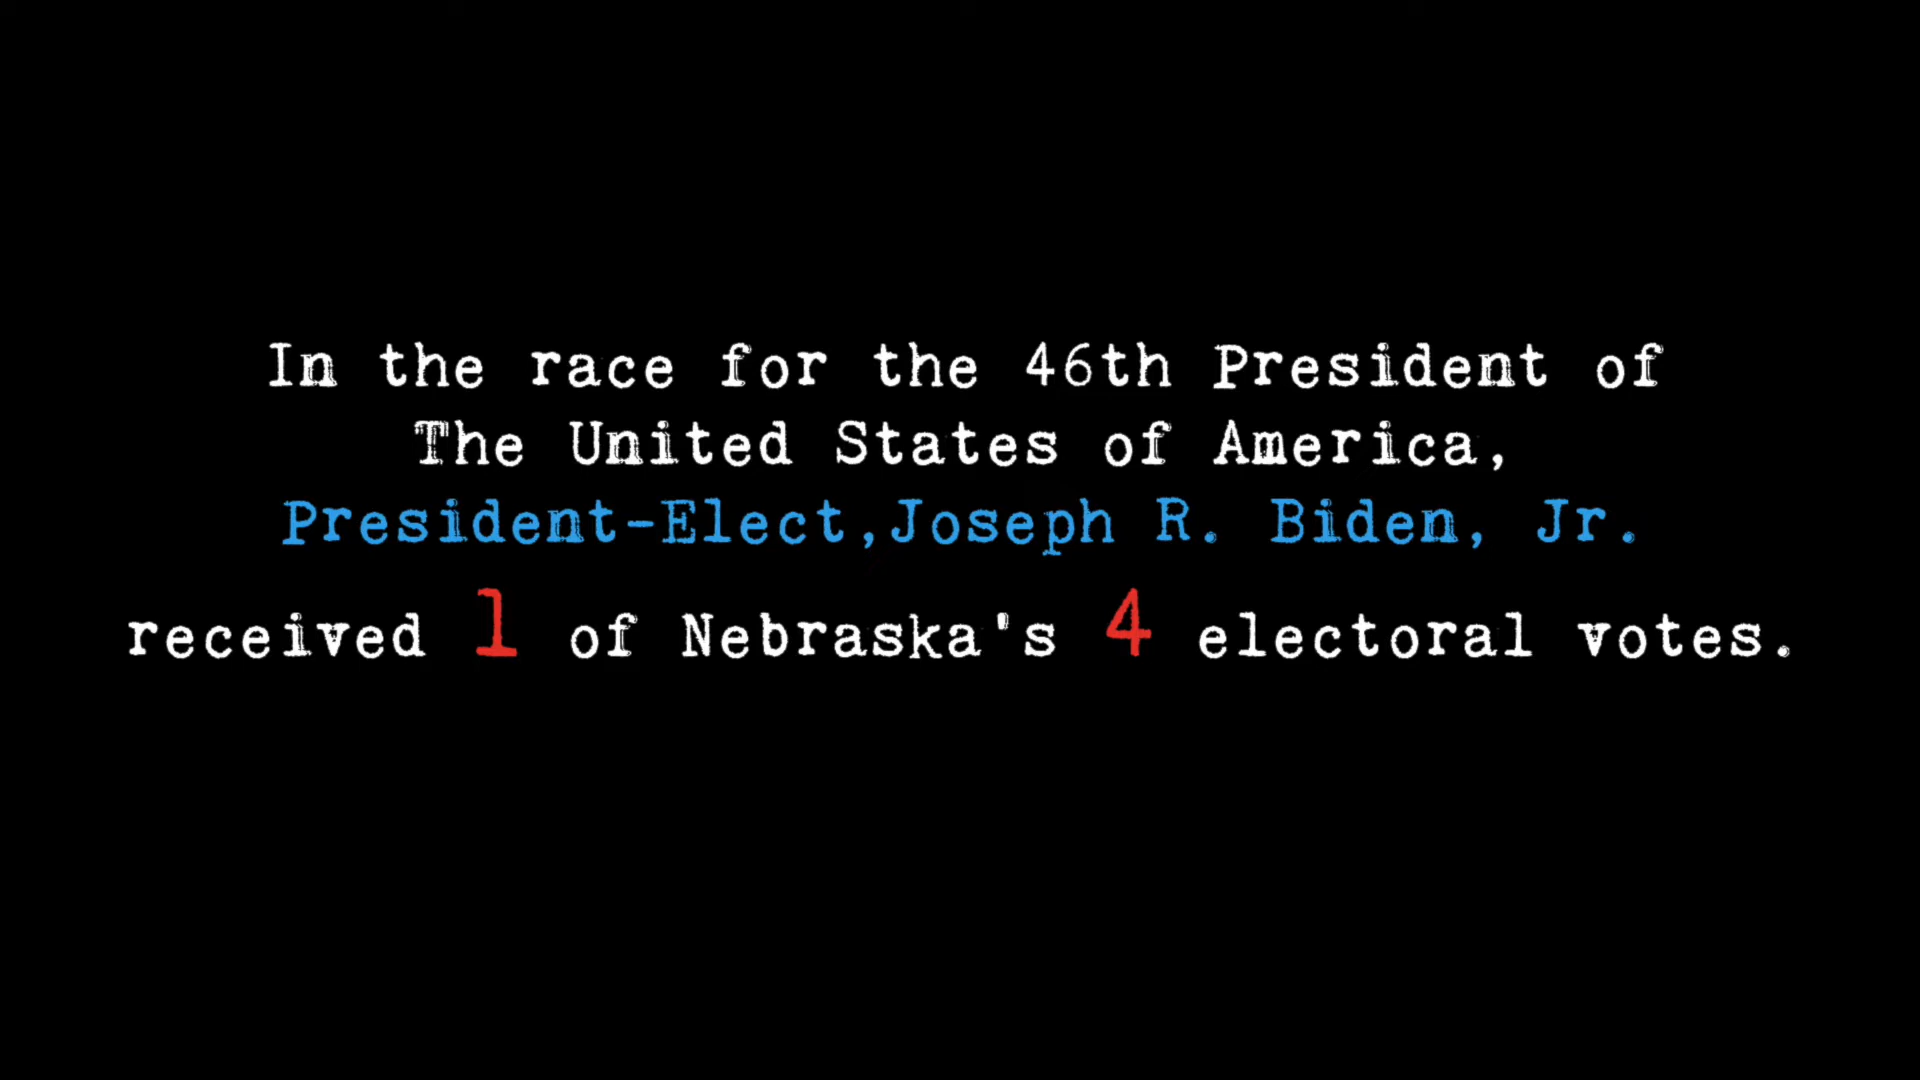 In the race for the 46th President of
The United States of America,
President-Elect,Joseph R. Biden, Jr.
received 1 of Nebraska's 4 electoral votes.